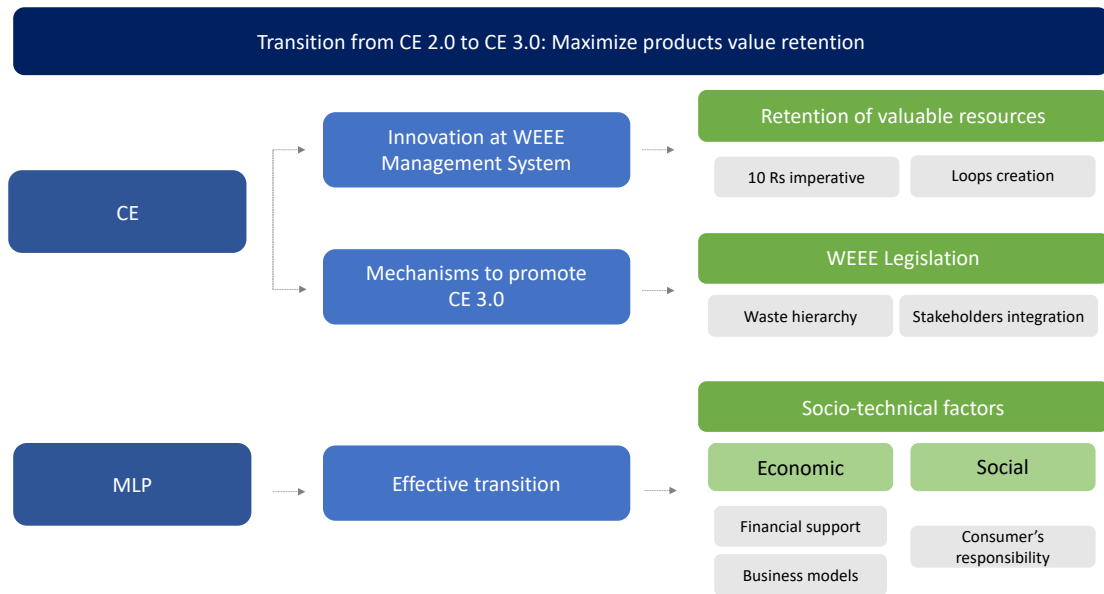 Transition from CE 2.0 to CE 3.0: Maximize products value retention
CE
Innovation at WEEE
Management System
Retention of valuable resources
10 Rs imperative
Loops creation
Mechanisms to promote
CE 3.0
WEEE Legislation
Waste hierarchy
Stakeholders integration
MLP
Effective transition
Socio-technical factors
Economic
Social
Financial support
Business models
Consumer's
responsibility